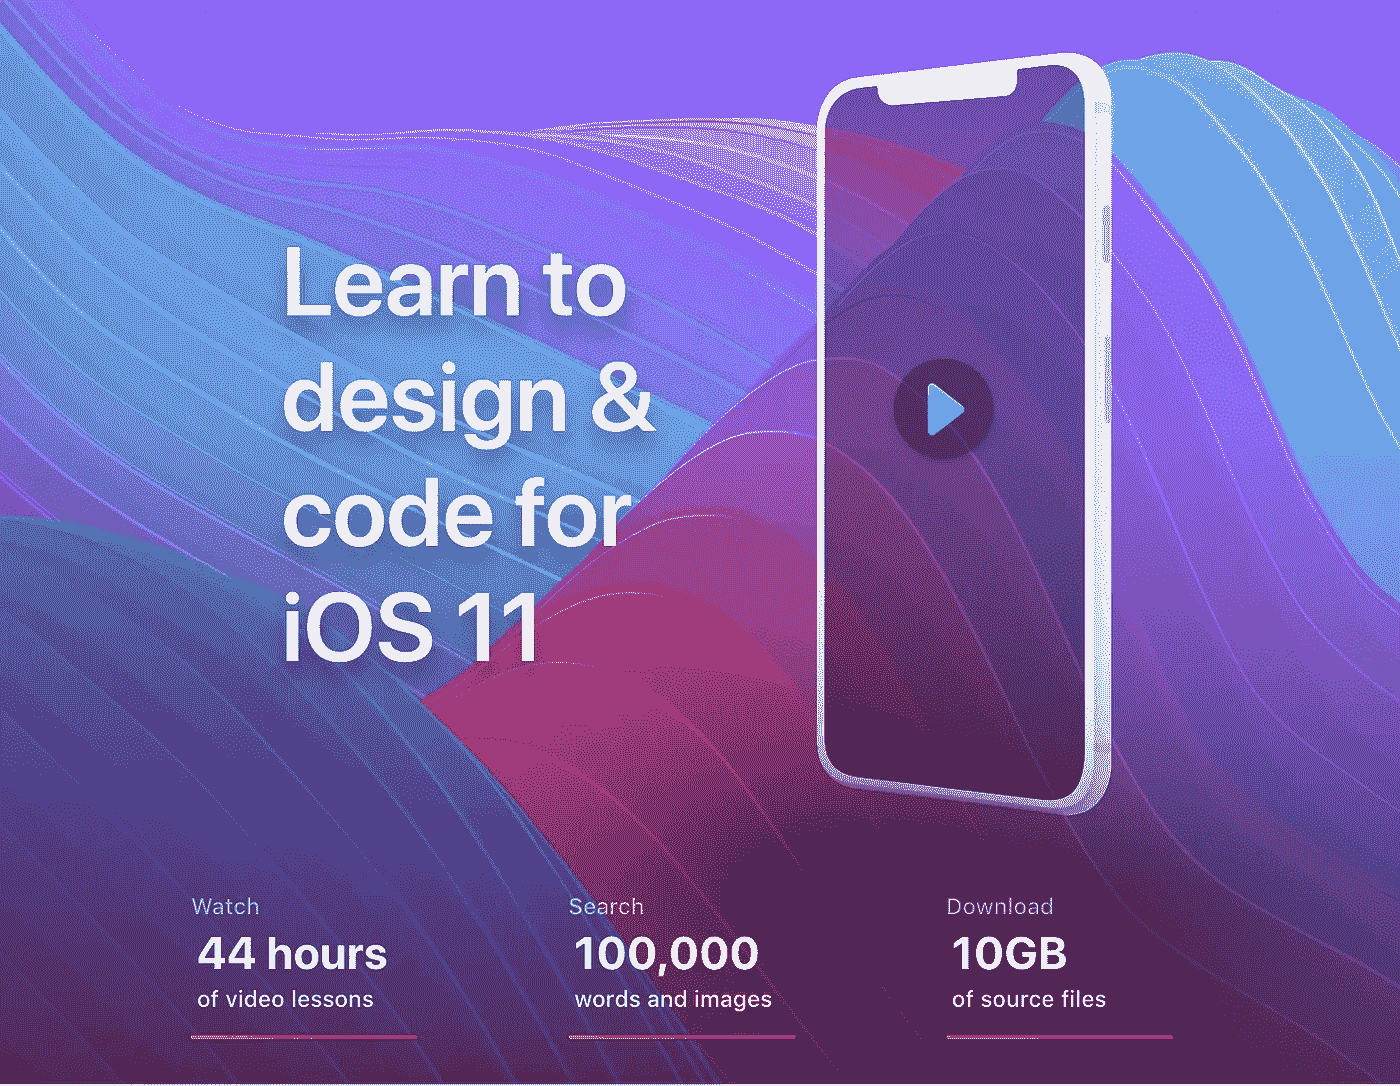 Learn to
design &
code for
iOS 11
Watch
44 hours
of video lessons
Search
100,000
words and images
Download
10GB
of source files